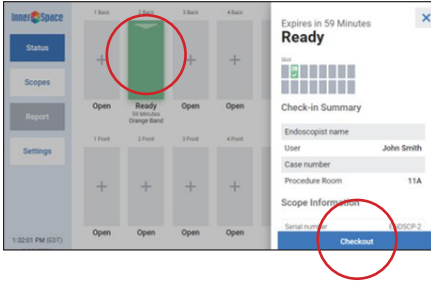 InnerSpace
Status
Scopes
Report
Settings
1:32:01 PM (EDT)
1 Back
2 Back
3 Back
4 Back
Open
Ready
59 Minutes
Orange Band
Open
Open
1 Front
2 Front
3 Front
4 Front
Open
Open
Open
Open
Expires in 59 Minutes
Ready
Slot
Check-in Summary
Endoscopist name
User John Smith
Case number
Procedure Room 11A
Scope Information
Serial number ENDSCP-2
Checkout